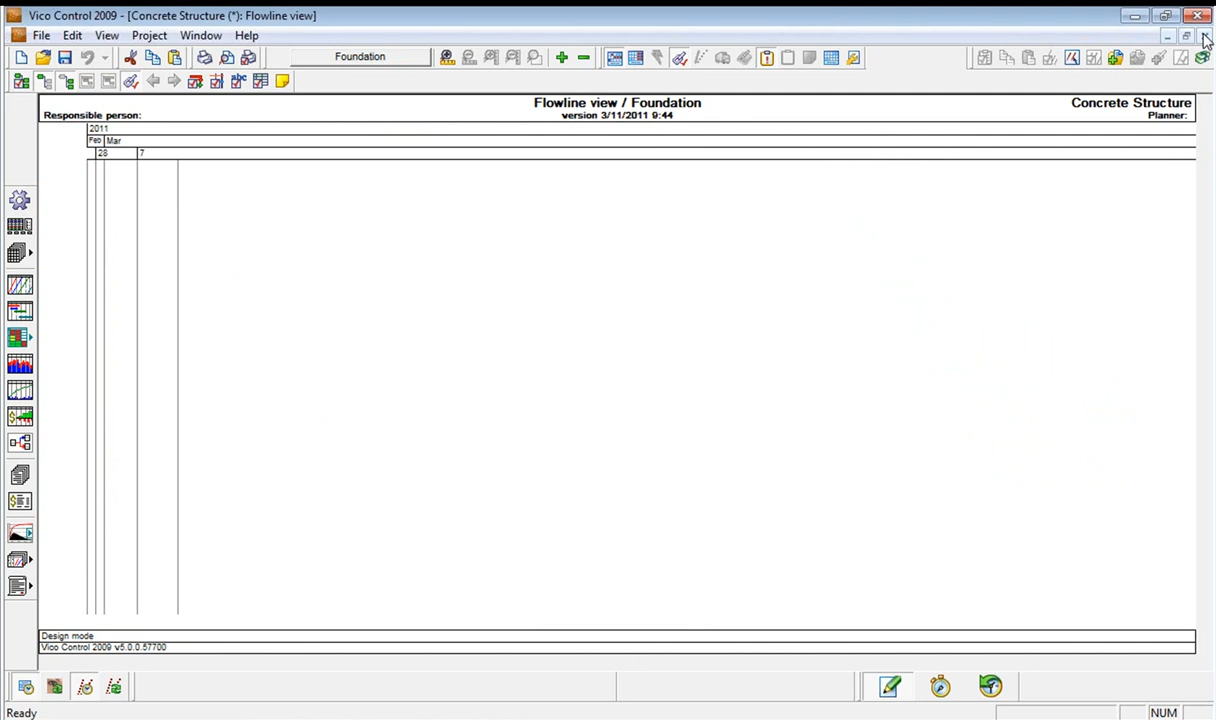 Vico Control 2009 - [Concrete Structure (*): Flowline view]
File Edit View Project Window Help
Foundation
Flowline view / Foundation
Concrete Structure
Responsible person:
version 3/11/2011 9:44
Planner:
2011
Feb Mar
28 7
Design mode
Vico Control 2009 v5.0.0.57700
Ready
NUM